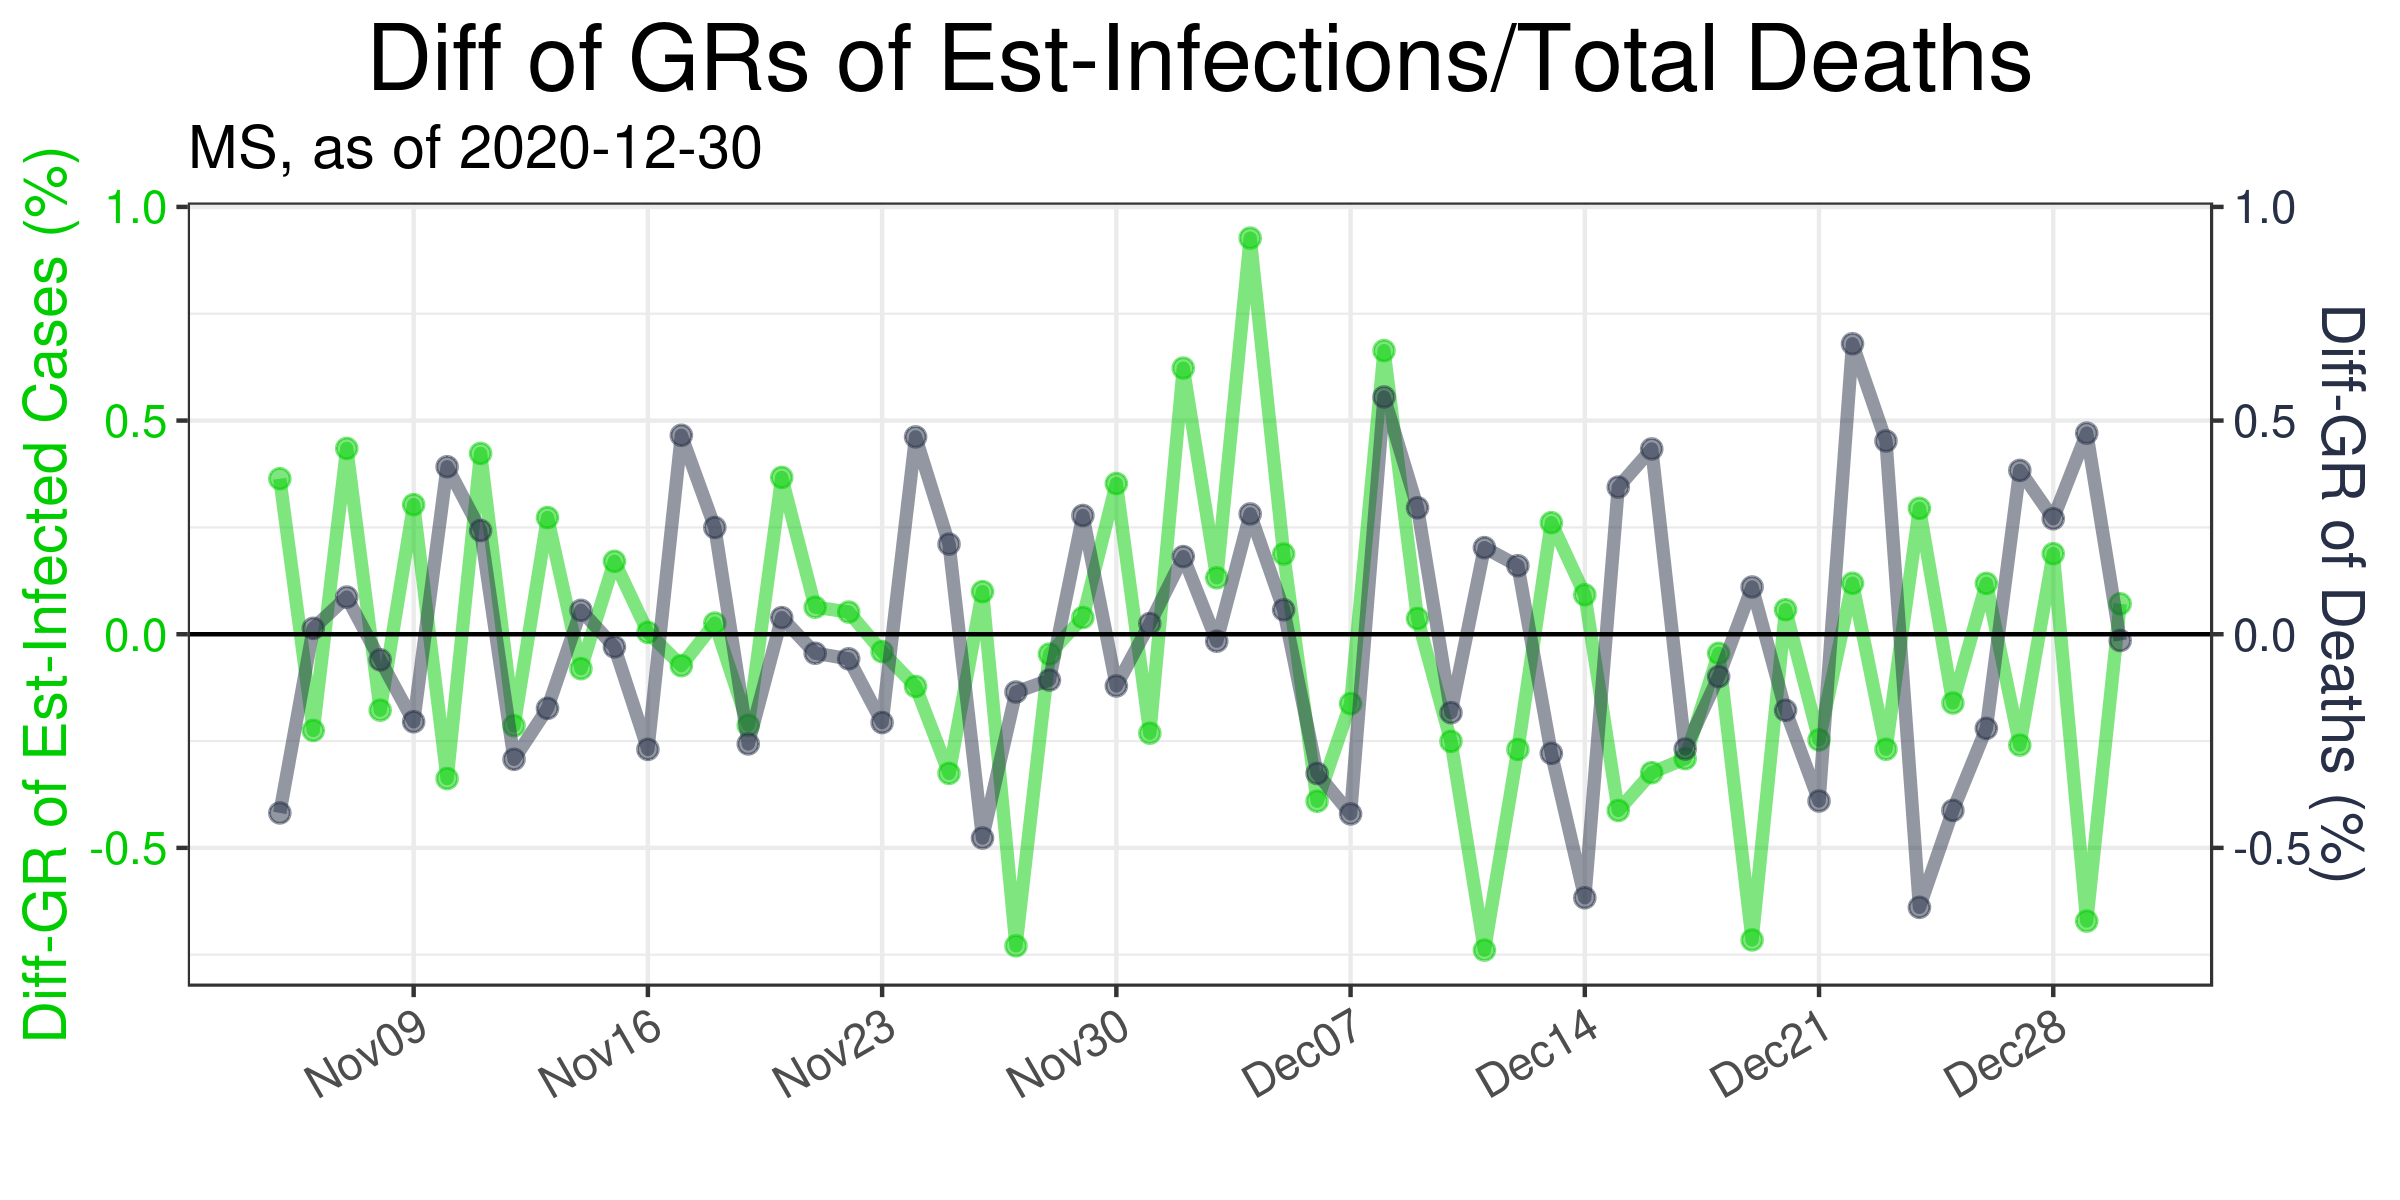 Diff of GRs of Est-Infections/Total Deaths
MS, as of 2020-12-30
Diff-GR of Est-Infected Cases (%)
1.0
0.5
0.0
-0.5
1.0
0.5
0.0
-0.5
Diff-GR of Deaths (%)
Nov09
Nov16
Nov23
Nov30
Dec07
Dec14
Dec21
Dec28